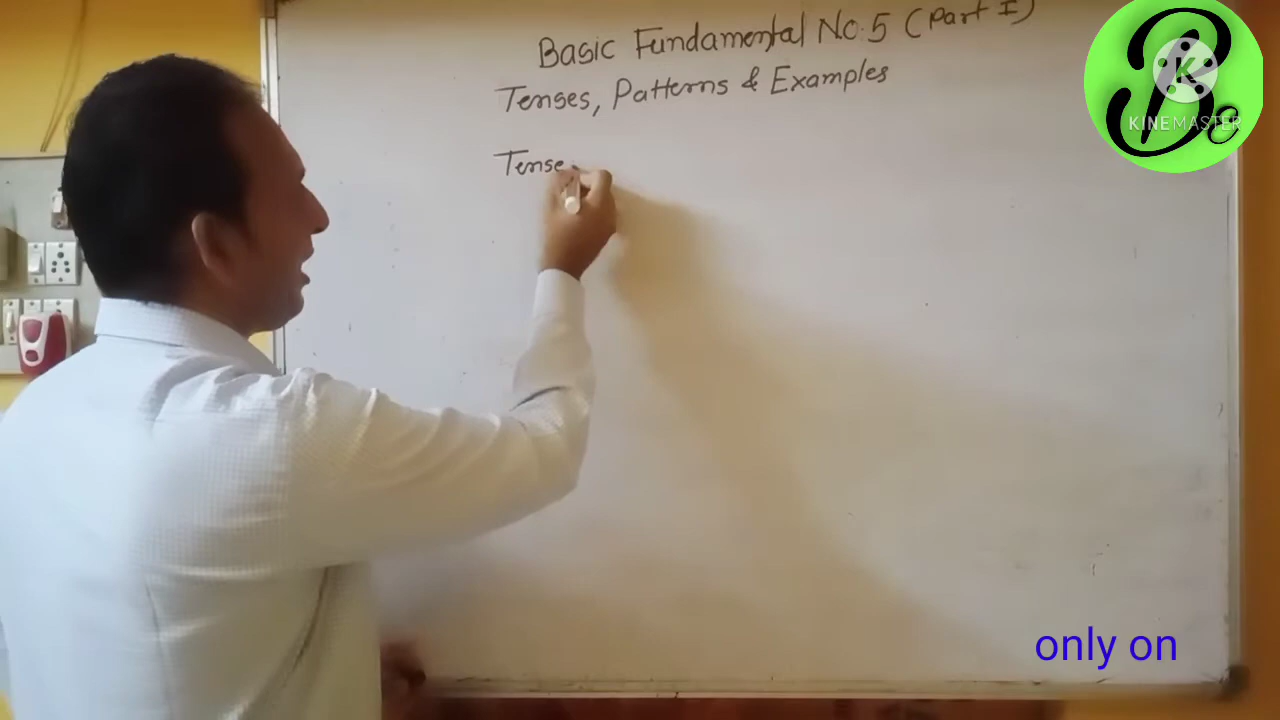 Basic Fundamental No.5 (Part I)
Tenses, Patterns & Examples
Tense
K
KINEMASTER
only on